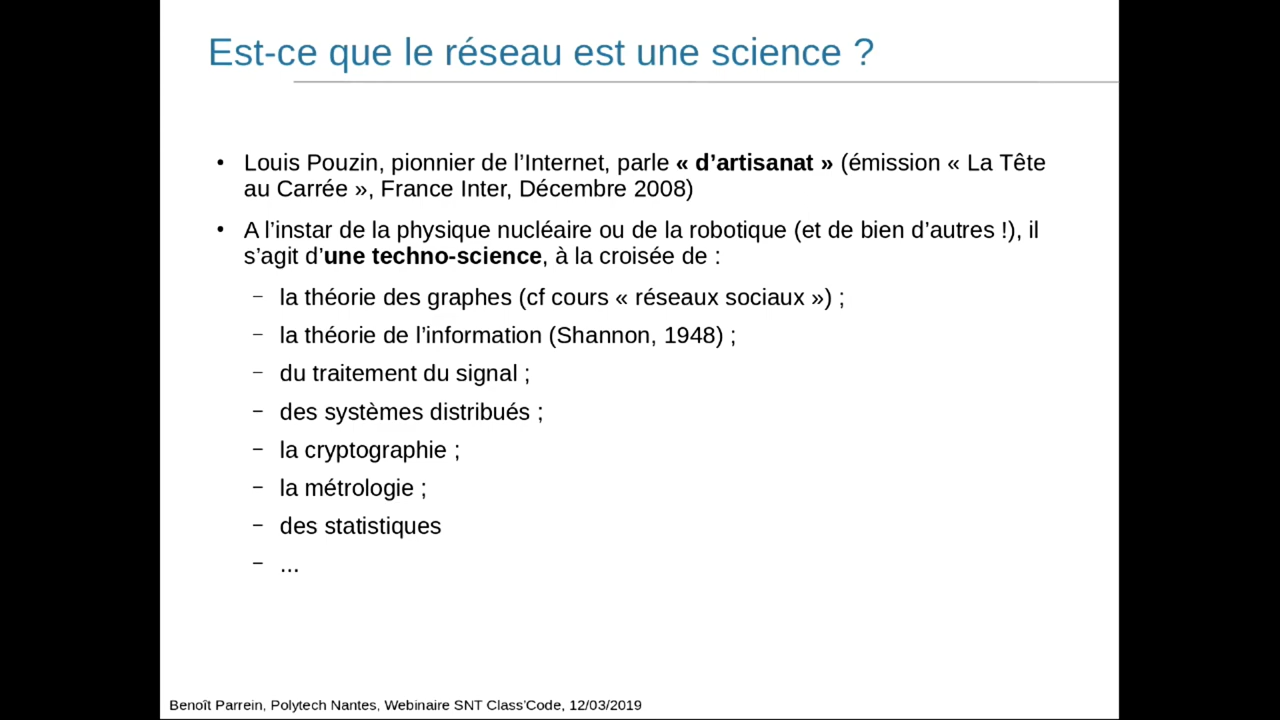 Est-ce que le réseau est une science ?
• Louis Pouzin, pionnier de l’Internet, parle « d’artisanat » (émission « La Tête
au Carrée », France Inter, Décembre 2008)
• A l’instar de la physique nucléaire ou de la robotique (et de bien d’autres !), il
s’agit d’une techno-science, à la croisée de :
– la théorie des graphes (cf cours « réseaux sociaux ») ;
– la théorie de l’information (Shannon, 1948) ;
– du traitement du signal ;
– des systèmes distribués ;
– la cryptographie ;
– la métrologie ;
– des statistiques
– ...
Benoît Parrein, Polytech Nantes, Webinaire SNT Class’Code, 12/03/2019